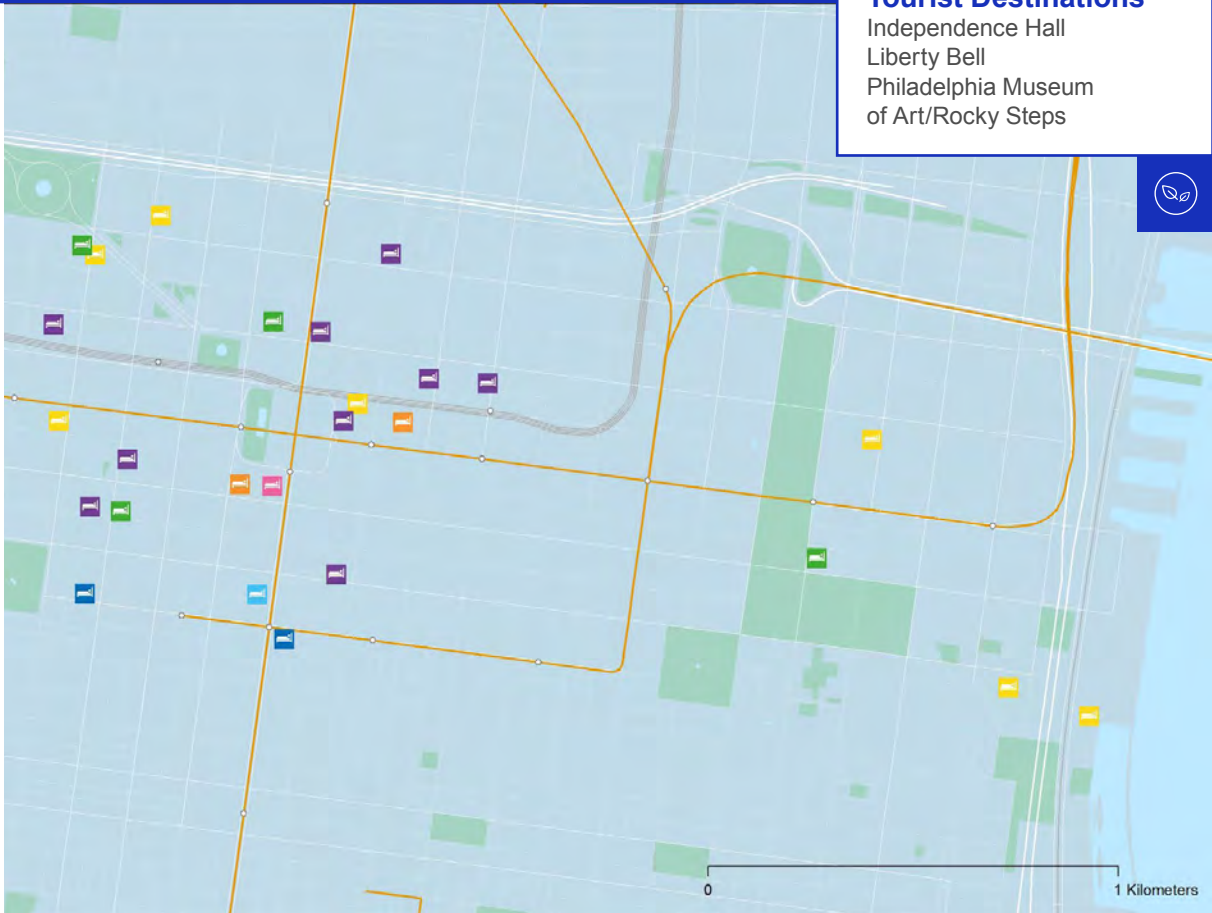 Tourist Destinations
Independence Hall
Liberty Bell
Philadelphia Museum
of Art/Rocky Steps
0
1 Kilometers